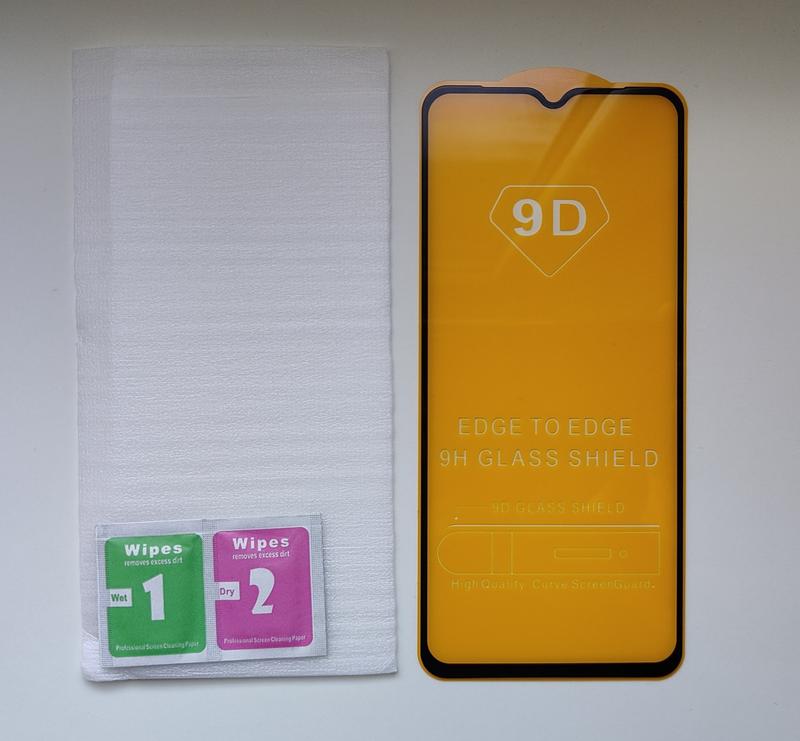 Wipes
removes excess dirt
Wet
1
Professional Screen Cleaning Paper
Wipes
removes excess dirt
Dry
2
Professional Screen Cleaning Paper
9D
EDGE TO EDGE
9H GLASS SHIELD
9D GLASS SHIELD
High Quality Curve ScreenGuard.